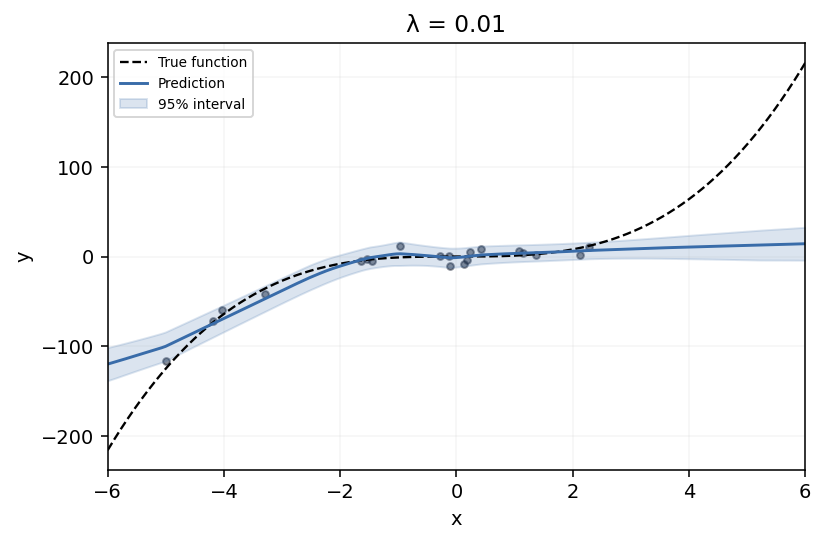 λ = 0.01
True function
Prediction
95% interval
200
100
0
−100
−200
y
−6
−4
−2
0
2
4
6
x